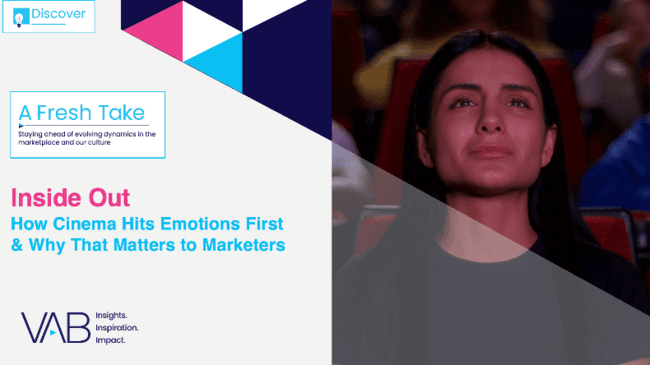 Discover
A Fresh Take
Staying ahead of evolving dynamics in the
marketplace and our culture
Inside Out
How Cinema Hits Emotions First
& Why That Matters to Marketers
VAB
Insights.
Inspiration.
Impact.